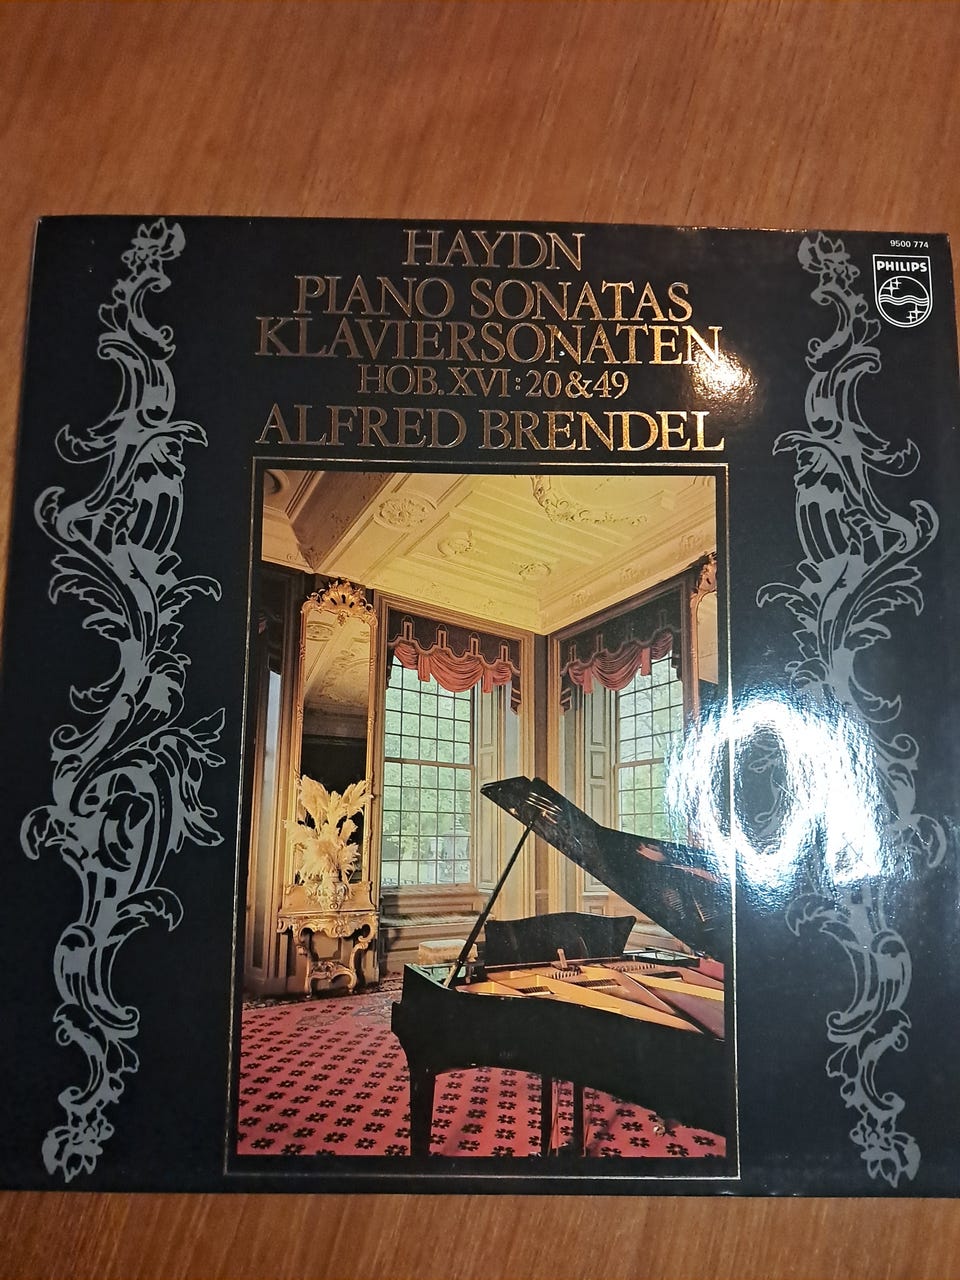 HAYDN
PIANO SONATAS
KLAVIERSONATEN
HOB. XVI: 20 & 49
ALFRED BRENDEL
9500 774
PHILIPS